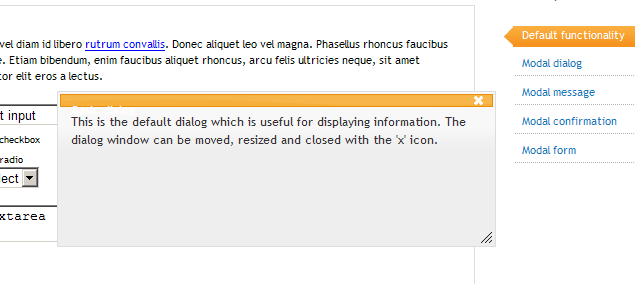 vel diam id libero rutrum convallis. Donec aliquet leo vel magna. Phasellus rhoncus faucibus
e. Etiam bibendum, enim faucibus aliquet rhoncus, arcu felis ultricies neque, sit amet
tor elit eros a lectus.
t input
checkbox
radio
lect
xtarea
This is the default dialog which is useful for displaying information. The
dialog window can be moved, resized and closed with the 'x' icon.
Default functionality
Modal dialog
Modal message
Modal confirmation
Modal form